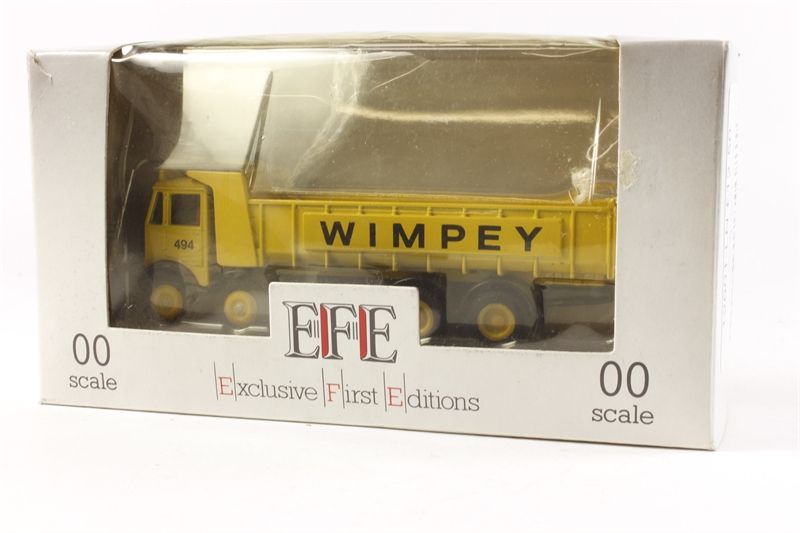 494
WIMPEY
EFE
Exclusive First Editions
00
scale
00
scale